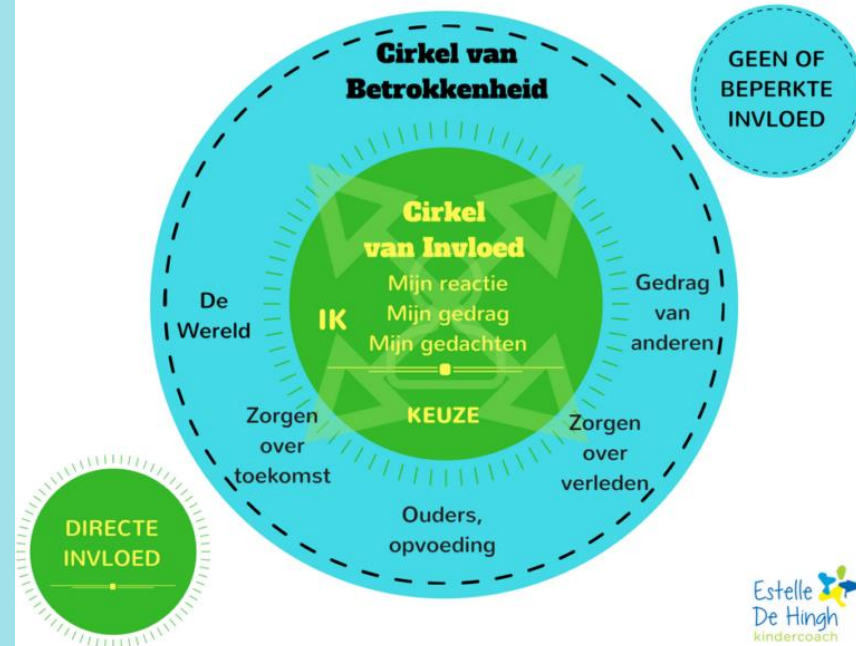 Cirkel van
Betrokkenheid
GEEN OF
BEPERKTE
INVLOED
Cirkel
van Invloed
Mijn reactie
Mijn gedrag
Mijn gedachten
IK
KEUZE
De
Wereld
Gedrag
van
anderen
Zorgen
over
toekomst
Zorgen
over
verleden
Ouders,
opvoeding
DIRECTE
INVLOED
Estelle
De Hingh
kindercoach